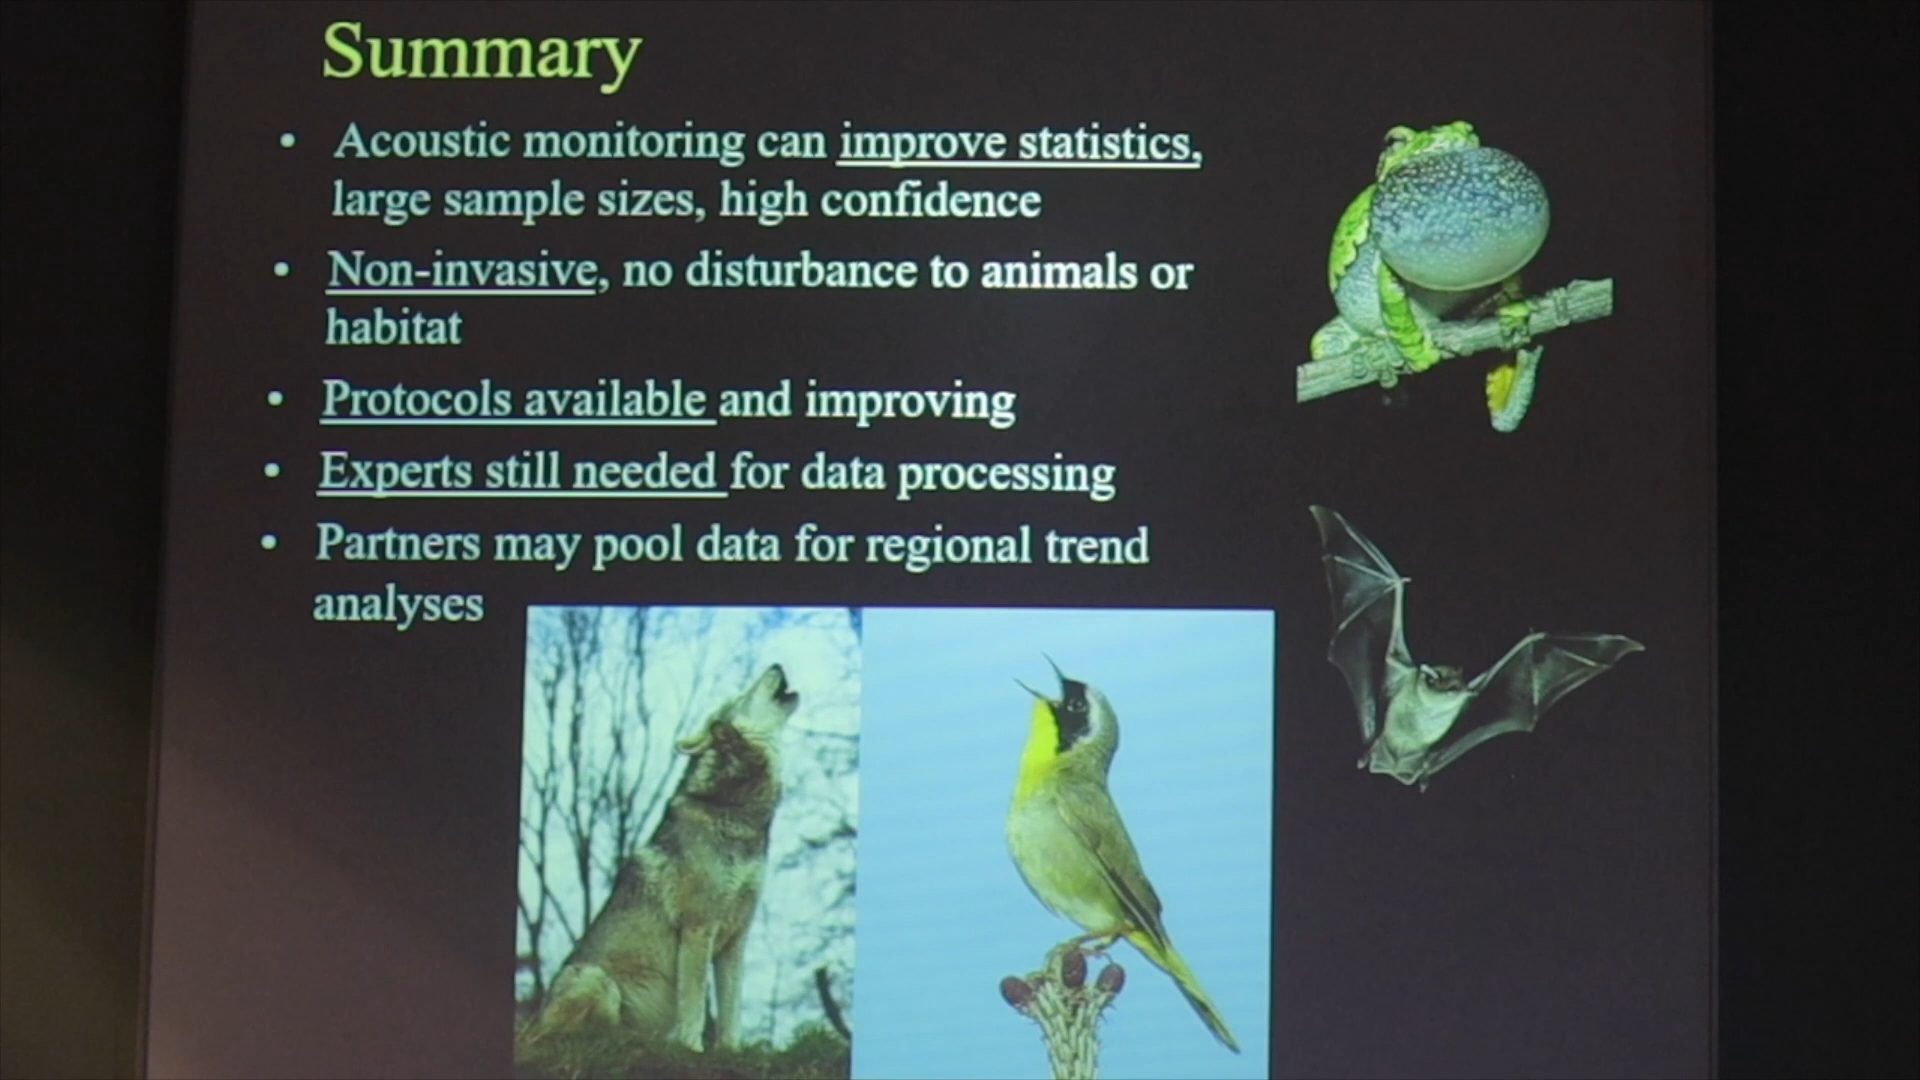 Summary
• Acoustic monitoring can improve statistics,
large sample sizes, high confidence
• Non-invasive, no disturbance to animals or
habitat
• Protocols available and improving
• Experts still needed for data processing
• Partners may pool data for regional trend
analyses